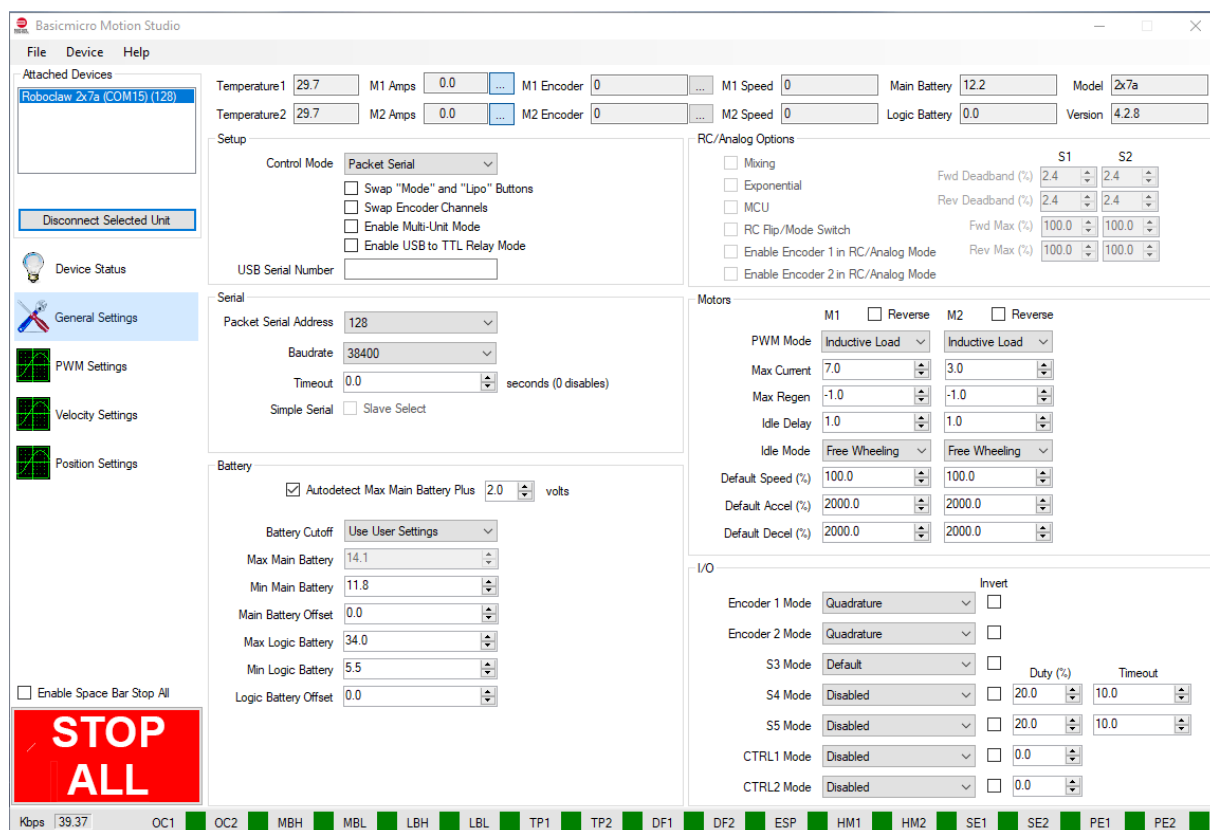 Basicmicro Motion Studio
File Device Help
Attached Devices
Roboclaw 2x7a (COM15) (128)
Disconnect Selected Unit
Device Status
General Settings
PWM Settings
Velocity Settings
Position Settings
Enable Space Bar Stop All
STOP
ALL
Temperature1 29.7 M1 Amps 0.0 ... M1 Encoder 0 ... M1 Speed 0 Main Battery 12.2 Model 2x7a
Temperature2 29.7 M2 Amps 0.0 ... M2 Encoder 0 ... M2 Speed 0 Logic Battery 0.0 Version 4.2.8
Setup
Control Mode Packet Serial
Swap "Mode" and "Lipo" Buttons
Swap Encoder Channels
Enable Multi-Unit Mode
Enable USB to TTL Relay Mode
USB Serial Number
Serial
Packet Serial Address 128
Baudrate 38400
Timeout 0.0 seconds (0 disables)
Simple Serial Slave Select
Battery
Autodetect Max Main Battery Plus 2.0 volts
Battery Cutoff Use User Settings
Max Main Battery 14.1
Min Main Battery 11.8
Main Battery Offset 0.0
Max Logic Battery 34.0
Min Logic Battery 5.5
Logic Battery Offset 0.0
RC/Analog Options
S1 S2
Mixing
Fwd Deadband (%) 2.4 2.4
Exponential
Rev Deadband (%) 2.4 2.4
MCU
Fwd Max (%) 100.0 100.0
RC Flip/Mode Switch
Rev Max (%) 100.0 100.0
Enable Encoder 1 in RC/Analog Mode
Enable Encoder 2 in RC/Analog Mode
Motors
M1 Reverse M2 Reverse
PWM Mode Inductive Load Inductive Load
Max Current 7.0 3.0
Max Regen -1.0 -1.0
Idle Delay 1.0 1.0
Idle Mode Free Wheeling Free Wheeling
Default Speed (%) 100.0 100.0
Default Accel (%) 2000.0 2000.0
Default Decel (%) 2000.0 2000.0
I/O
Invert
Encoder 1 Mode Quadrature
Encoder 2 Mode Quadrature
S3 Mode Default
Duty (%) Timeout
S4 Mode Disabled 20.0 10.0
S5 Mode Disabled 20.0 10.0
CTRL1 Mode Disabled 0.0
CTRL2 Mode Disabled 0.0
Kbps 39.37 OC1 OC2 MBH MBL LBH LBL TP1 TP2 DF1 DF2 ESP HM1 HM2 SE1 SE2 PE1 PE2